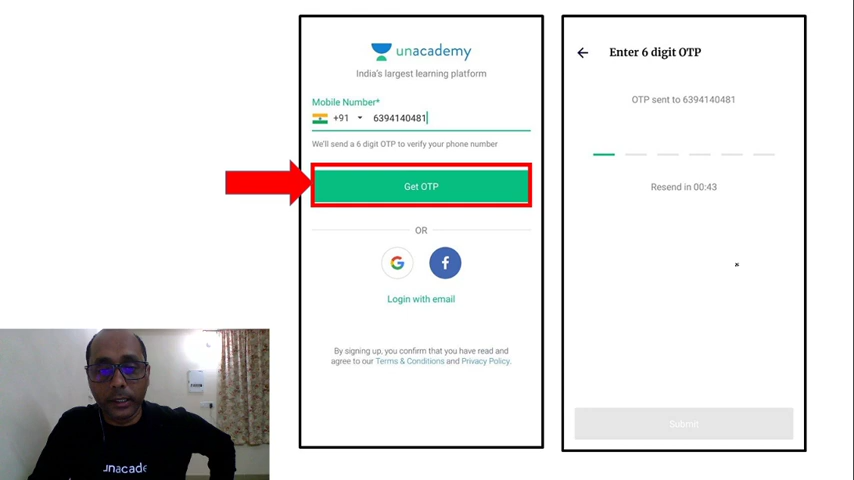 unacademy
India's largest learning platform
Mobile Number*
+91 6394140481
We'll send a 6 digit OTP to verify your phone number
Get OTP
OR
Login with email
By signing up, you confirm that you have read and
agree to our Terms & Conditions and Privacy Policy.
Enter 6 digit OTP
OTP sent to 6394140481
Resend in 00:43
Submit
unacade